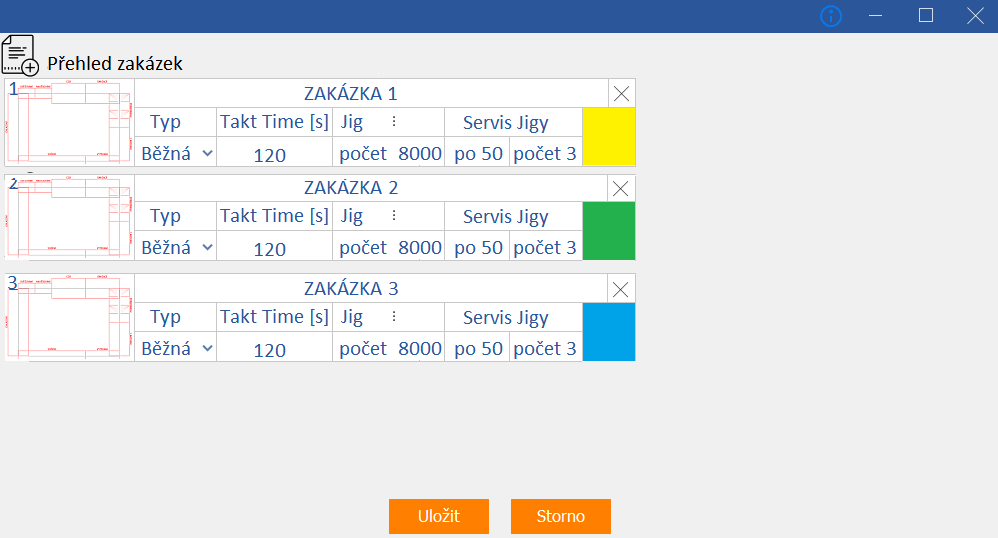 Přehled zakázek
1
ZAKÁZKA 1
Typ Takt Time [s] Jig Servis Jigy
Běžná 120 počet 8000 po 50 počet 3
2
ZAKÁZKA 2
Typ Takt Time [s] Jig Servis Jigy
Běžná 120 počet 8000 po 50 počet 3
3
ZAKÁZKA 3
Typ Takt Time [s] Jig Servis Jigy
Běžná 120 počet 8000 po 50 počet 3
Uložit Storno